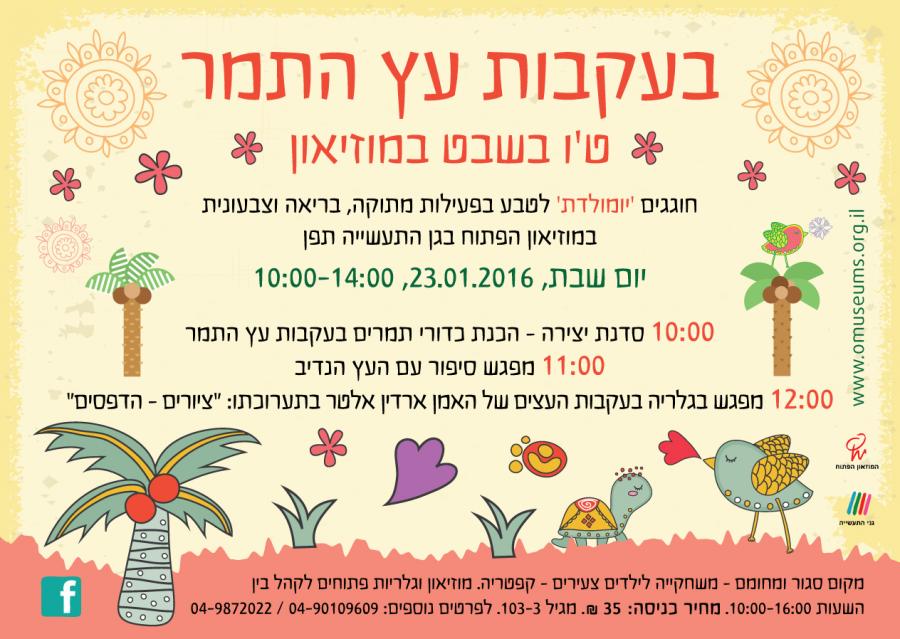 בעקבות עץ התמר
ט'ו בשבט במוזיאון
חוגגים 'יומולדת' לטבע בפעילות מתוקה, בריאה וצבעונית
במוזיאון הפתוח בגן התעשייה תפן
יום שבת, 23.01.2016, 10:00-14:00
10:00 סדנת יצירה - הכנת כדורי תמרים בעקבות עץ התמר
11:00 מפגש סיפור עם העץ הנדיב
12:00 מפגש בגלריה בעקבות העצים של האמן ארדין אלטר בתערוכתו: "ציורים - הדפסים"
www.omuseums.org.il
המוזאון הפתוח
גני התעשייה
מקום סגור ומחומם - משחקייה לילדים צעירים - קפטריה. מוזיאון וגלריות פתוחים לקהל בין
השעות 10:00-16:00. מחיר כניסה: 35 ₪. מגיל 103-3. לפרטים נוספים: 04-90109609 / 04-9872022
f